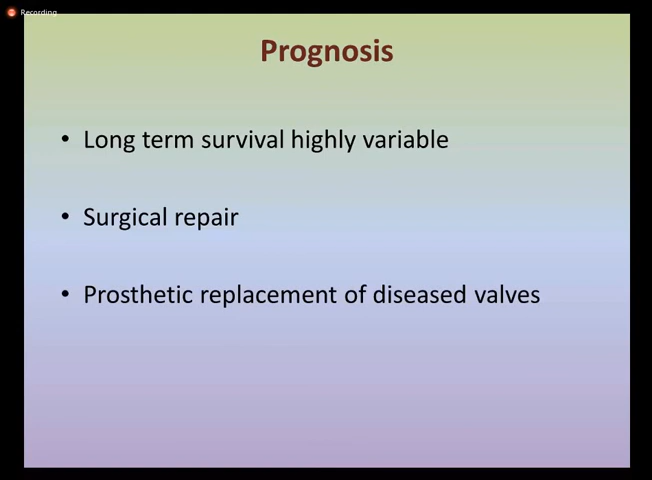 Recording
Prognosis
• Long term survival highly variable
• Surgical repair
• Prosthetic replacement of diseased valves